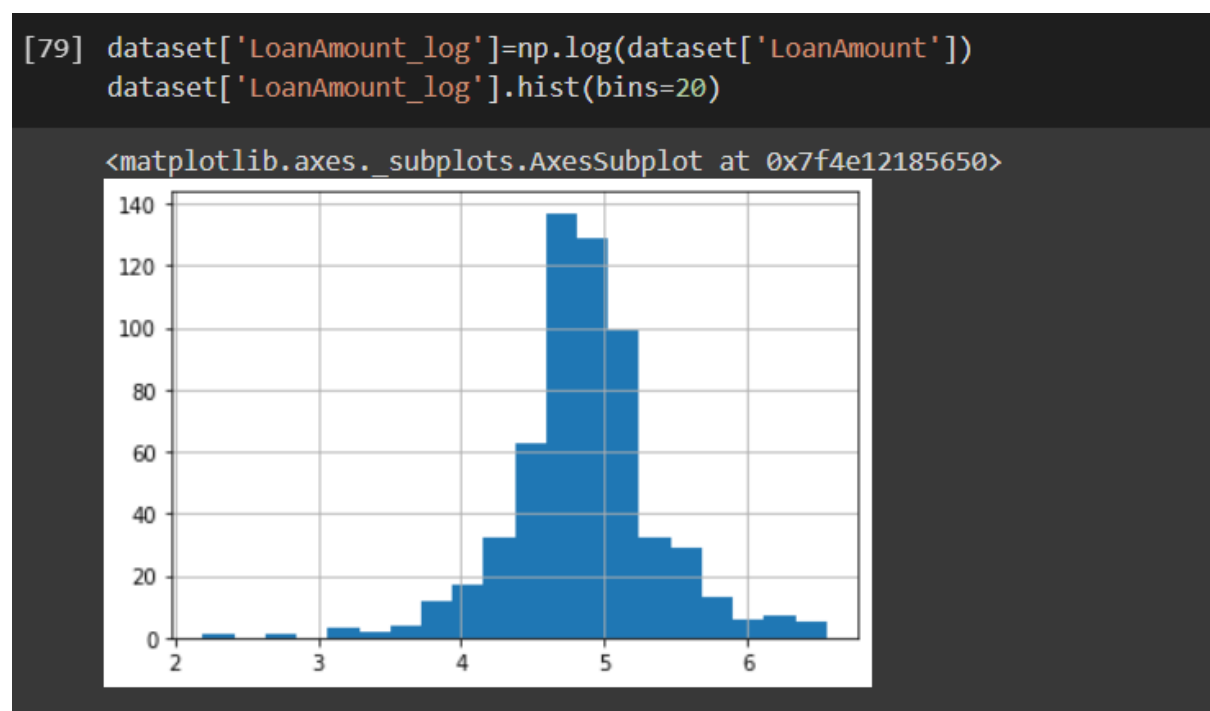 [79] dataset['LoanAmount_log']=np.log(dataset['LoanAmount'])
dataset['LoanAmount_log'].hist(bins=20)
<matplotlib.axes._subplots.AxesSubplot at 0x7f4e12185650>
140
120
100
80
60
40
20
0
2 3 4 5 6